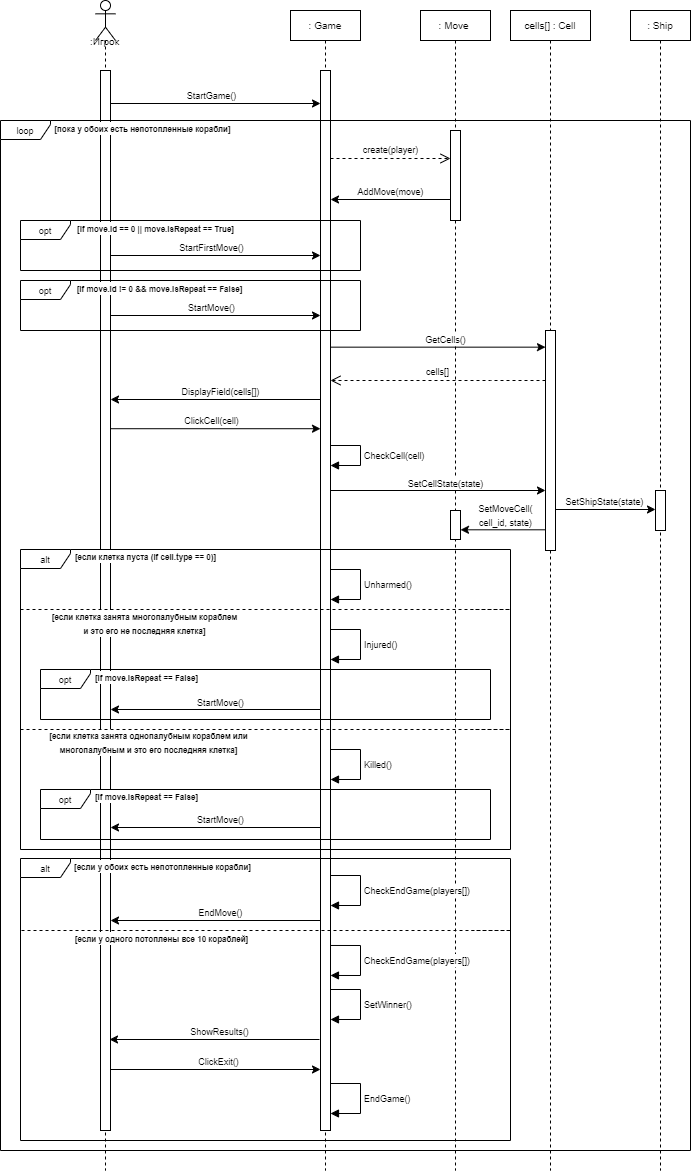 :Игрок
: Game
: Move
cells[] : Cell
: Ship
StartGame()
loop
[пока у обоих есть непотопленные корабли]
create(player)
AddMove(move)
opt
[if move.id == 0 || move.isRepeat == True]
StartFirstMove()
opt
[if move.id != 0 && move.isRepeat == False]
StartMove()
GetCells()
cells[]
DisplayField(cells[])
ClickCell(cell)
CheckCell(cell)
SetCellState(state)
SetShipState(state)
SetMoveCell(
cell_id, state)
alt
[если клетка пуста (if cell.type == 0)]
Unharmed()
[если клетка занята многопалубным кораблем
и это его не последняя клетка]
Injured()
opt
[if move.isRepeat == False]
StartMove()
[если клетка занята однопалубным кораблем или
многопалубным и это его последняя клетка]
Killed()
opt
[if move.isRepeat == False]
StartMove()
alt
[если у обоих есть непотопленные корабли]
CheckEndGame(players[])
EndMove()
[если у одного потоплены все 10 кораблей]
CheckEndGame(players[])
SetWinner()
ShowResults()
ClickExit()
EndGame()